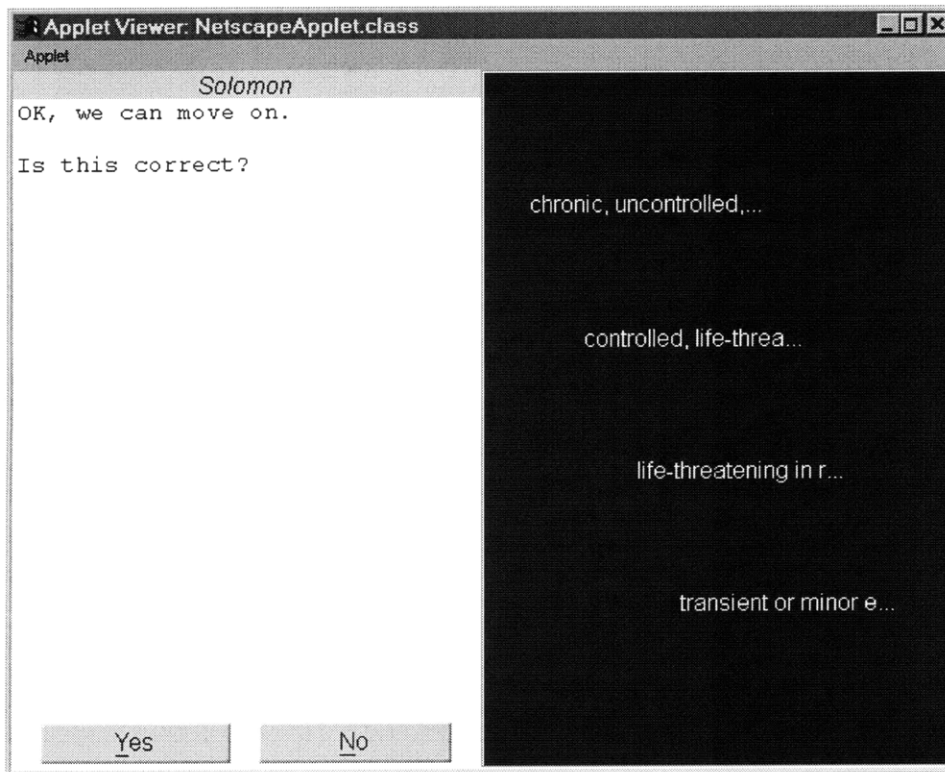 Applet Viewer: NetscapeApplet.class
Applet
Solomon
OK, we can move on.
Is this correct?
Yes
No
chronic, uncontrolled,...
controlled, life-threa...
life-threatening in r...
transient or minor e...